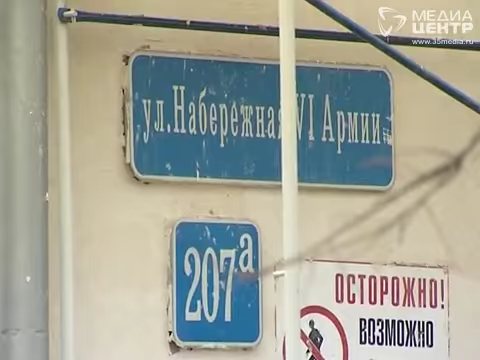 МЕДИА
ЦЕНТР
www.35media.ru
ул.Набережная VI Армии
207а
ОСТОРОЖНО!
ВОЗМОЖНО